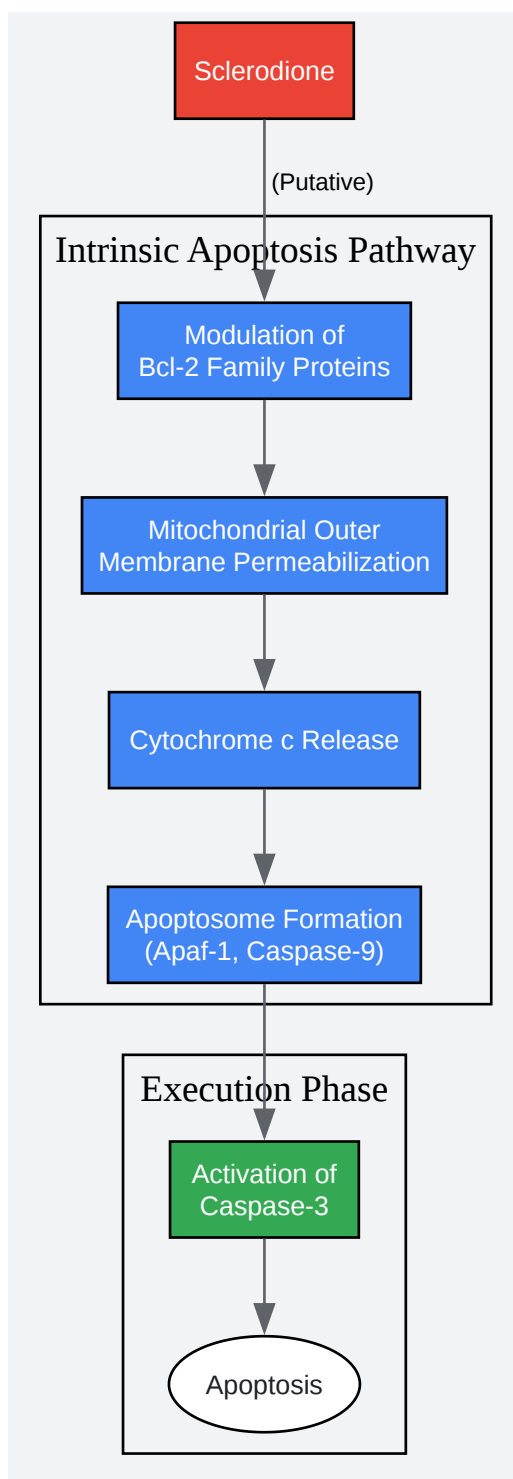 Sclerodione
(Putative)
Intrinsic Apoptosis Pathway
Modulation of
Bcl-2 Family Proteins
Mitochondrial Outer
Membrane Permeabilization
Cytochrome c Release
Apoptosome Formation
(Apaf-1, Caspase-9)
Execution Phase
Activation of
Caspase-3
Apoptosis